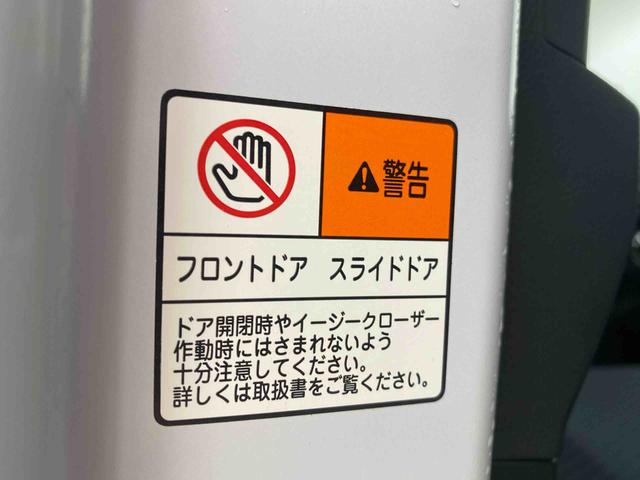 警告
フロントドア スライドドア
ドア開閉時やイージークローザー
作動時にはさまれないよう
十分注意してください。
詳しくは取扱書をご覧ください。